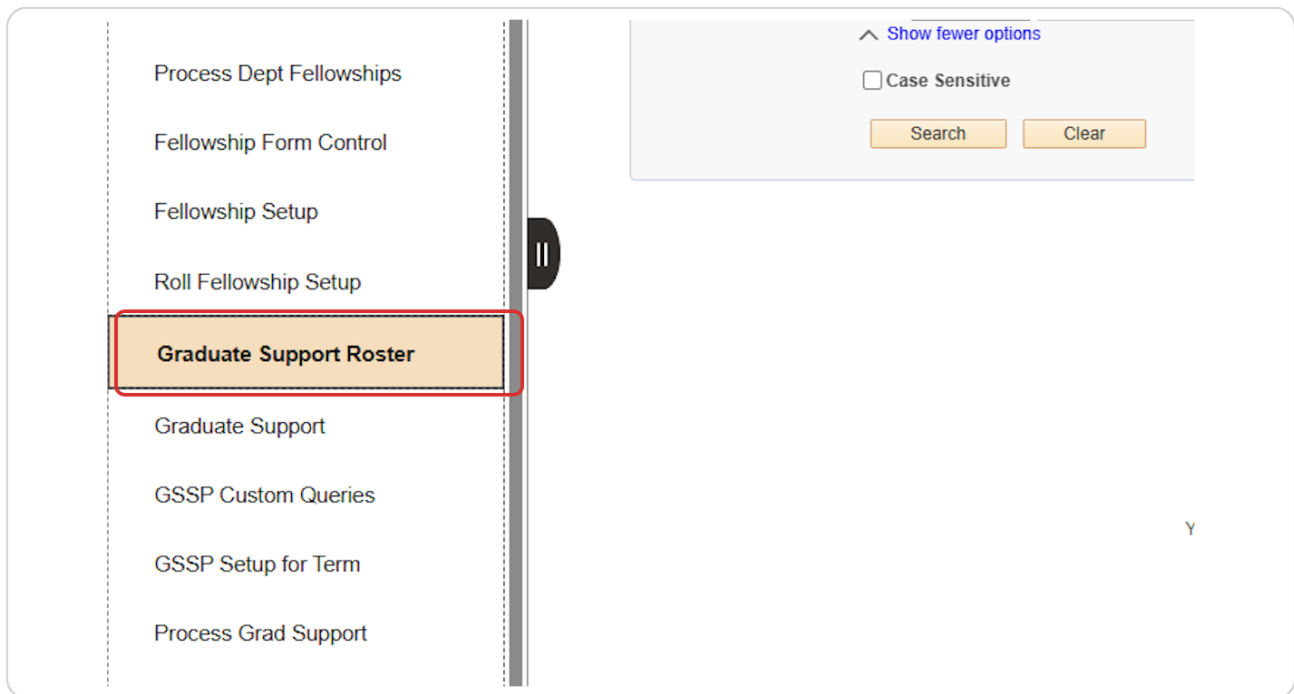 Process Dept Fellowships
Fellowship Form Control
Fellowship Setup
Roll Fellowship Setup
Graduate Support Roster
Graduate Support
GSSP Custom Queries
GSSP Setup for Term
Process Grad Support
Show fewer options
Case Sensitive
Search Clear
Y